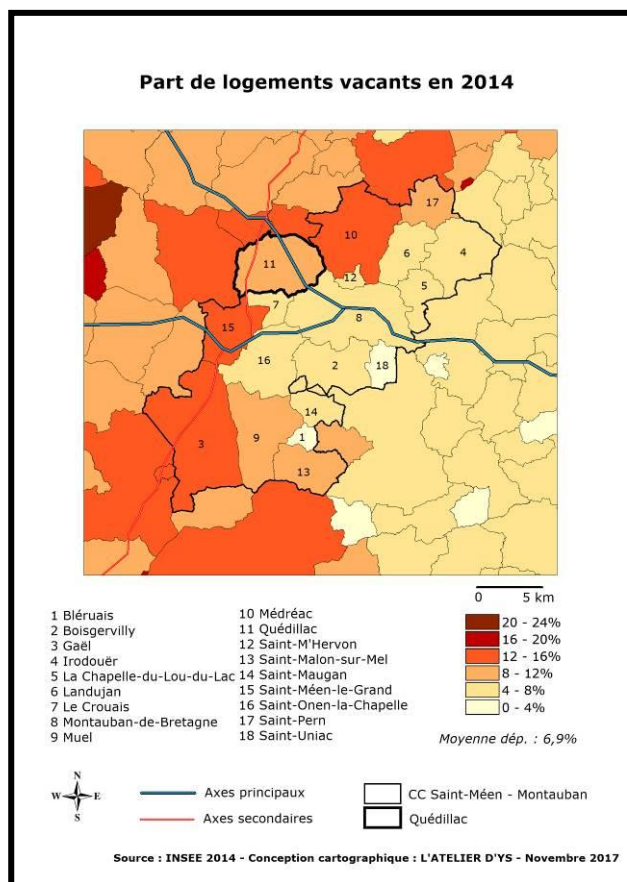 Part de logements vacants en 2014
17
10
4
6
11
12
5
7
8
15
16
2
18
14
1
3
9
13
0 5 km
1 Bléruais
2 Boisgervilly
3 Gaël
4 Irodouër
5 La Chapelle-du-Lou-du-Lac
6 Landujan
7 Le Crouais
8 Montauban-de-Bretagne
9 Muel
10 Médréac
11 Quédillac
12 Saint-M'Hervon
13 Saint-Malon-sur-Mel
14 Saint-Maugan
15 Saint-Méen-le-Grand
16 Saint-Onen-la-Chapelle
17 Saint-Pern
18 Saint-Uniac
20 - 24%
16 - 20%
12 - 16%
8 - 12%
4 - 8%
0 - 4%
Moyenne dép. : 6,9%
N
W E
S
Axes principaux
Axes secondaires
CC Saint-Méen - Montauban
Quédillac
Source : INSEE 2014 - Conception cartographique : L'ATELIER D'YS - Novembre 2017